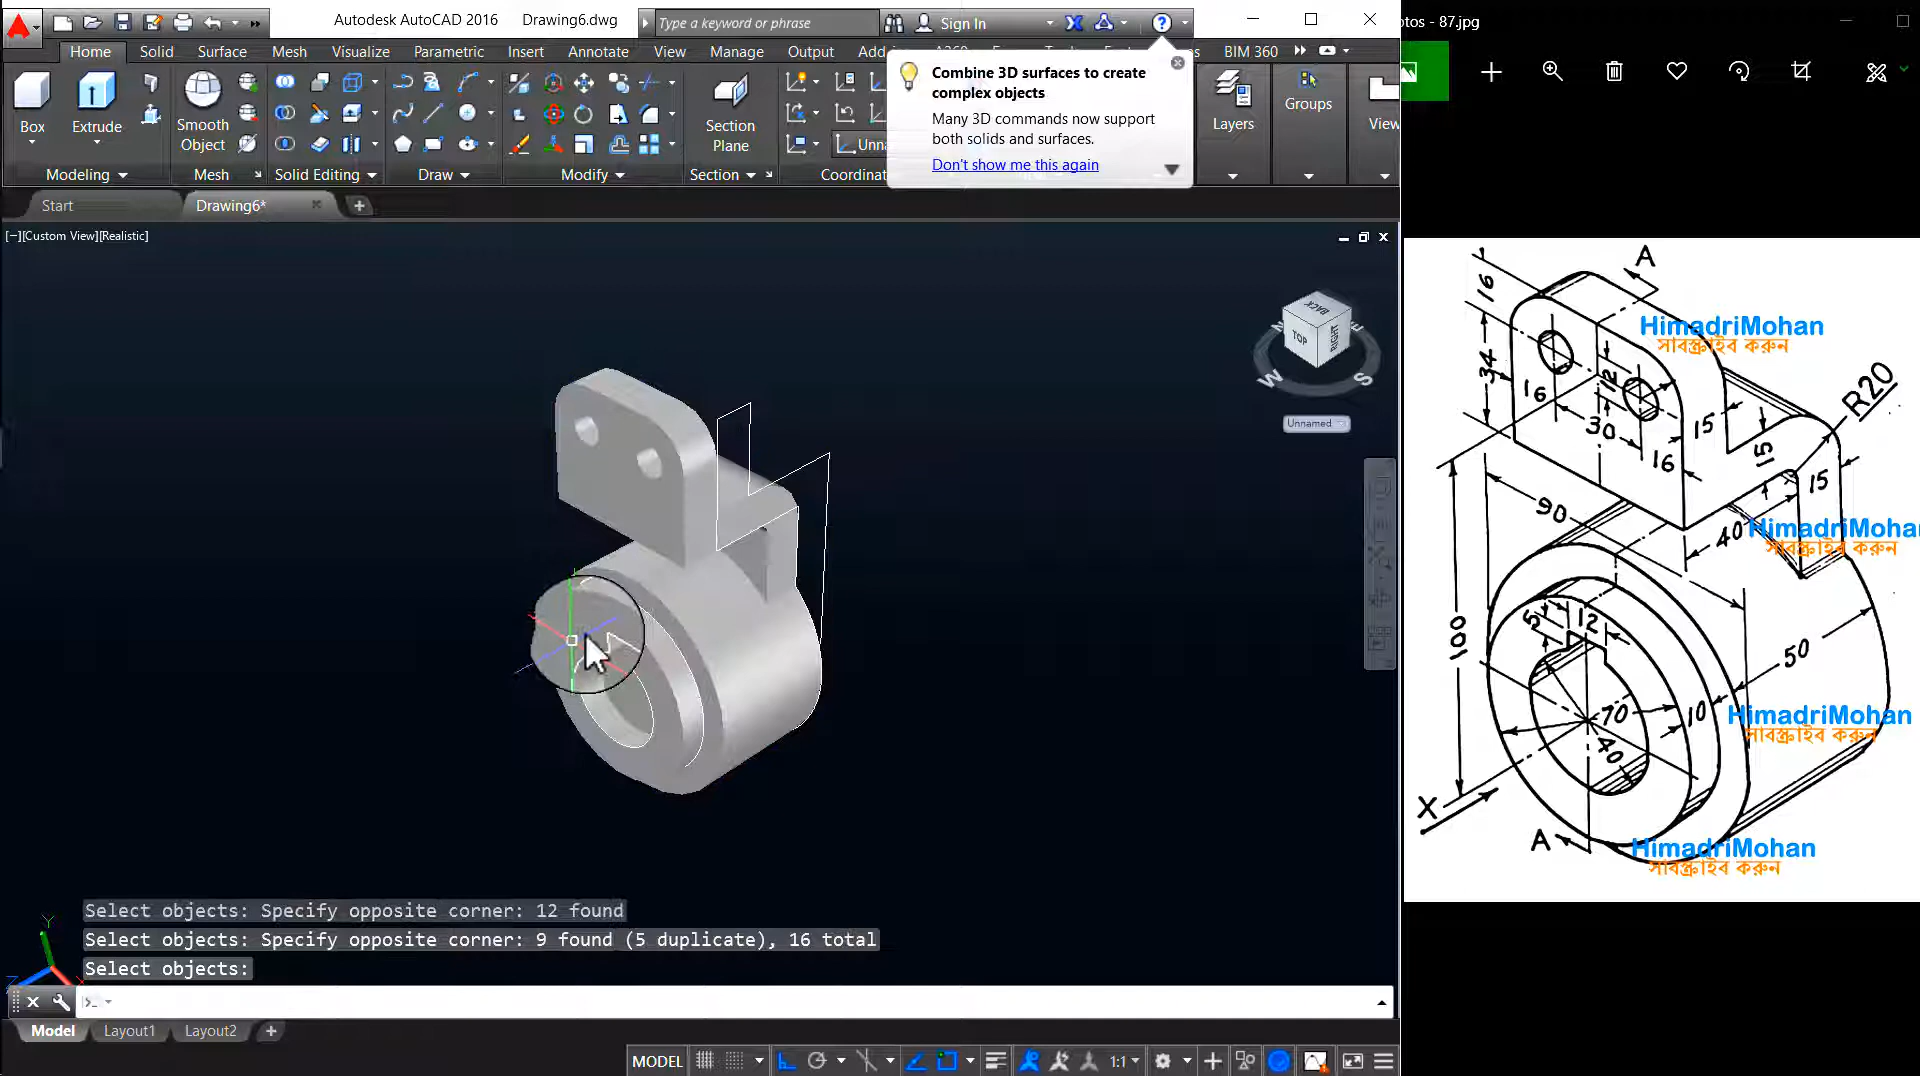 Autodesk AutoCAD 2016 Drawing6.dwg
Type a keyword or phrase
Sign In
Photos - 87.jpg
Home Solid Surface Mesh Visualize Parametric Insert Annotate View Manage Output BIM 360
Combine 3D surfaces to create
complex objects
Many 3D commands now support
both solids and surfaces.
Don't show me this again
Box
Extrude
Smooth
Object
Section
Plane
Layers
Groups
View
Modeling
Mesh
Solid Editing
Draw
Modify
Section
Start
Drawing6*
[−][Custom View][Realistic]
TOP
BACK
RIGHT
W
S
Unnamed
A
16
HimadriMohan
সাবস্ক্রাইব করুন
34
12
16
30
15
16
R20
15
15
90
40
HimadriMohan
সাবস্ক্রাইব করুন
100
5
12
50
70
10
40
HimadriMohan
সাবস্ক্রাইব করুন
X
A
HimadriMohan
সাবস্ক্রাইব করুন
Select objects: Specify opposite corner: 12 found
Select objects: Specify opposite corner: 9 found (5 duplicate), 16 total
Select objects:
Y
Model Layout1 Layout2
MODEL
1:1